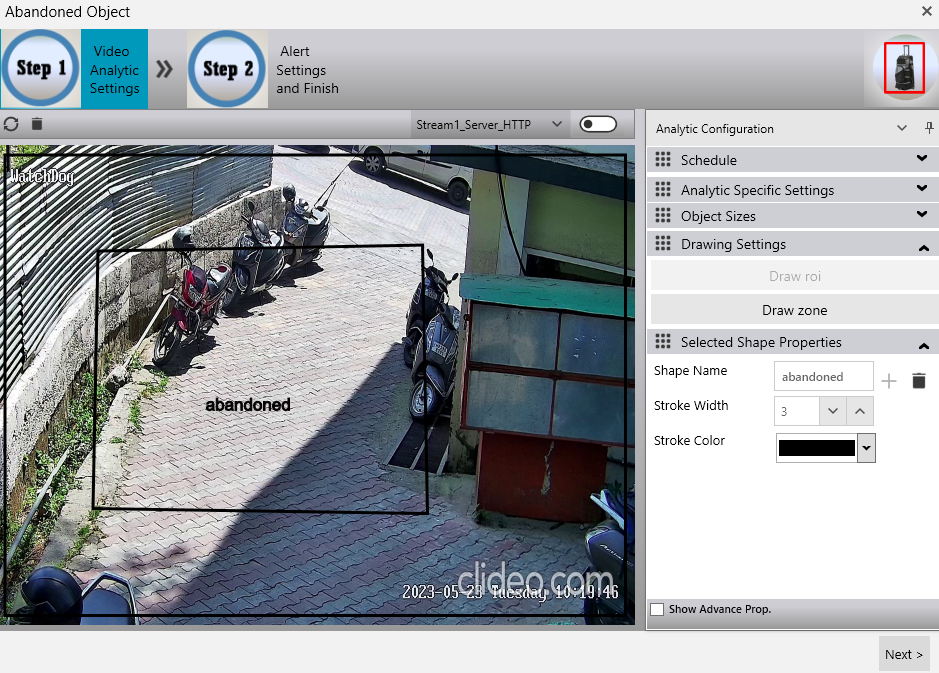 Abandoned Object
Step 1
Video
Analytic
Settings
Step 2
Alert
Settings
and Finish
Stream1_Server_HTTP
WatchDog
abandoned
clideo.com
2023-05-23 Tuesday 10:19:46
Analytic Configuration
Schedule
Analytic Specific Settings
Object Sizes
Drawing Settings
Draw roi
Draw zone
Selected Shape Properties
Shape Name
abandoned
Stroke Width
3
Stroke Color
Show Advance Prop.
Next >